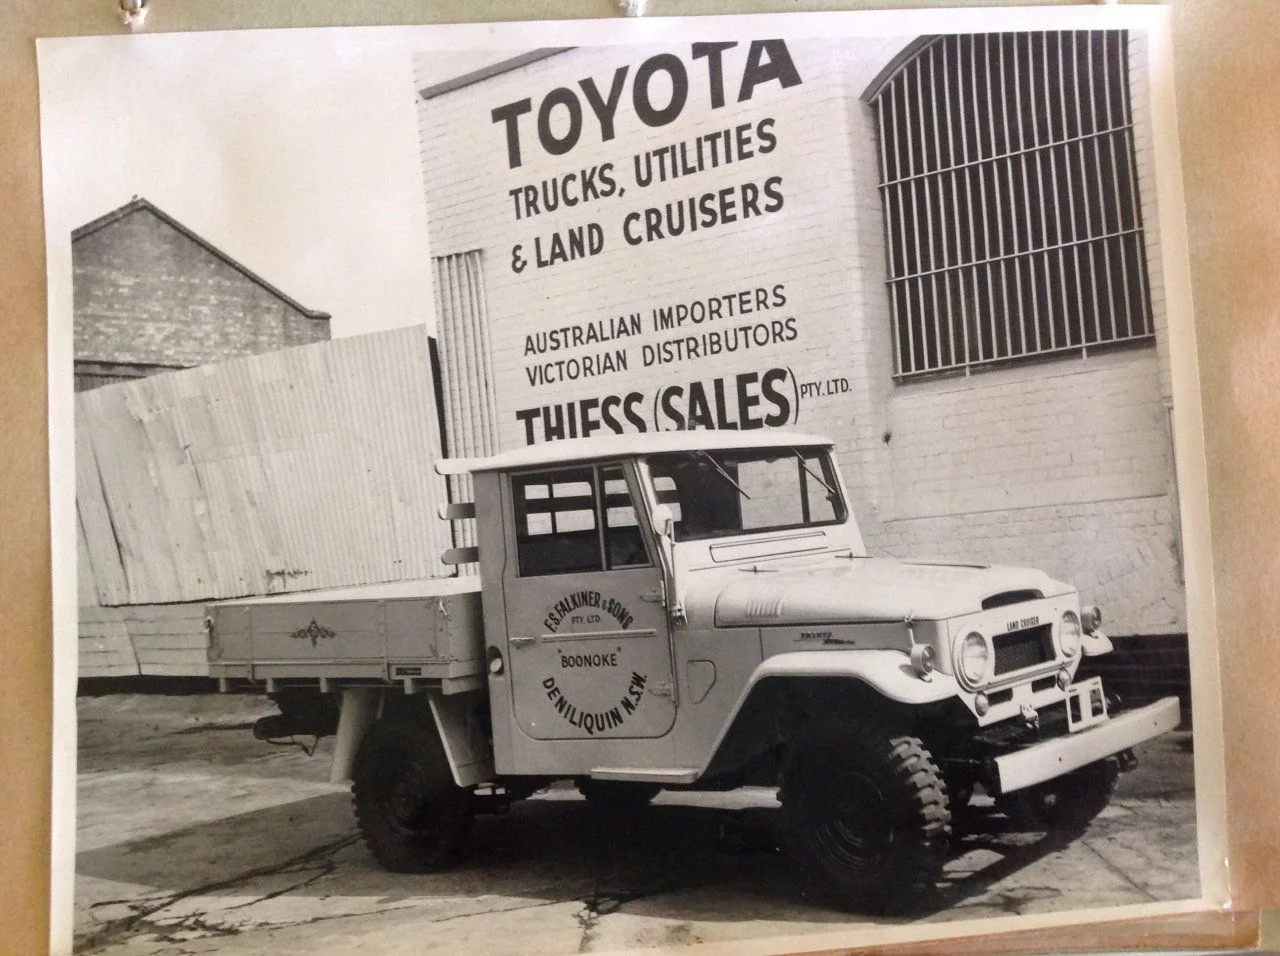 TOYOTA
TRUCKS, UTILITIES
& LAND CRUISERS
AUSTRALIAN IMPORTERS
VICTORIAN DISTRIBUTORS
THIESS (SALES) PTY. LTD.
F.S. FALKINER & SONS
PTY. LTD.
"BOONOKE"
DENILIQUIN N.S.W.
LAND CRUISER
TOYOTA